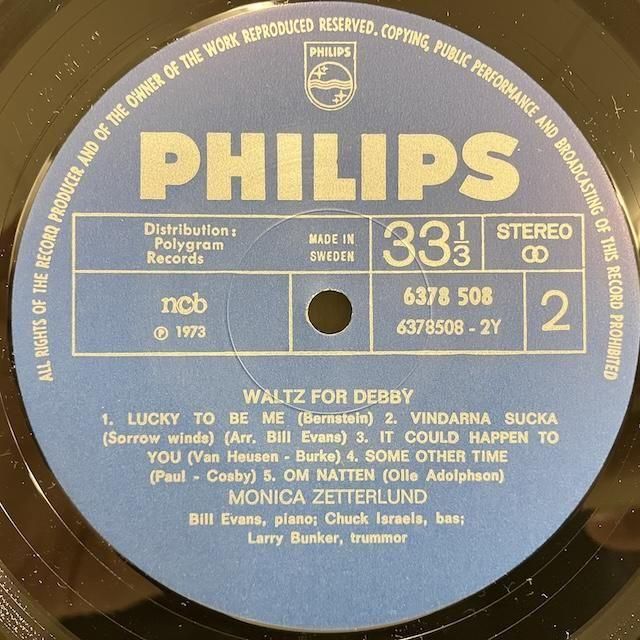 ALL RIGHTS OF THE RECORD PRODUCER AND OF THE OWNER OF THE WORK REPRODUCED RESERVED. COPYING, PUBLIC PERFORMANCE AND BROADCASTING OF THIS RECORD PROHIBITED
PHILIPS
PHILIPS
Distribution:
Polygram
Records
MADE IN
SWEDEN
33 1/3
STEREO
ncb
Ⓟ 1973
6378 508
6378508 - 2Y
2
WALTZ FOR DEBBY
1. LUCKY TO BE ME (Bernstein) 2. VINDARNA SUCKA
(Sorrow winds) (Arr. Bill Evans) 3. IT COULD HAPPEN TO
YOU (Van Heusen - Burke) 4. SOME OTHER TIME
(Paul - Cosby) 5. OM NATTEN (Olle Adolphson)
MONICA ZETTERLUND
Bill Evans, piano; Chuck Israels, bas;
Larry Bunker, trummor